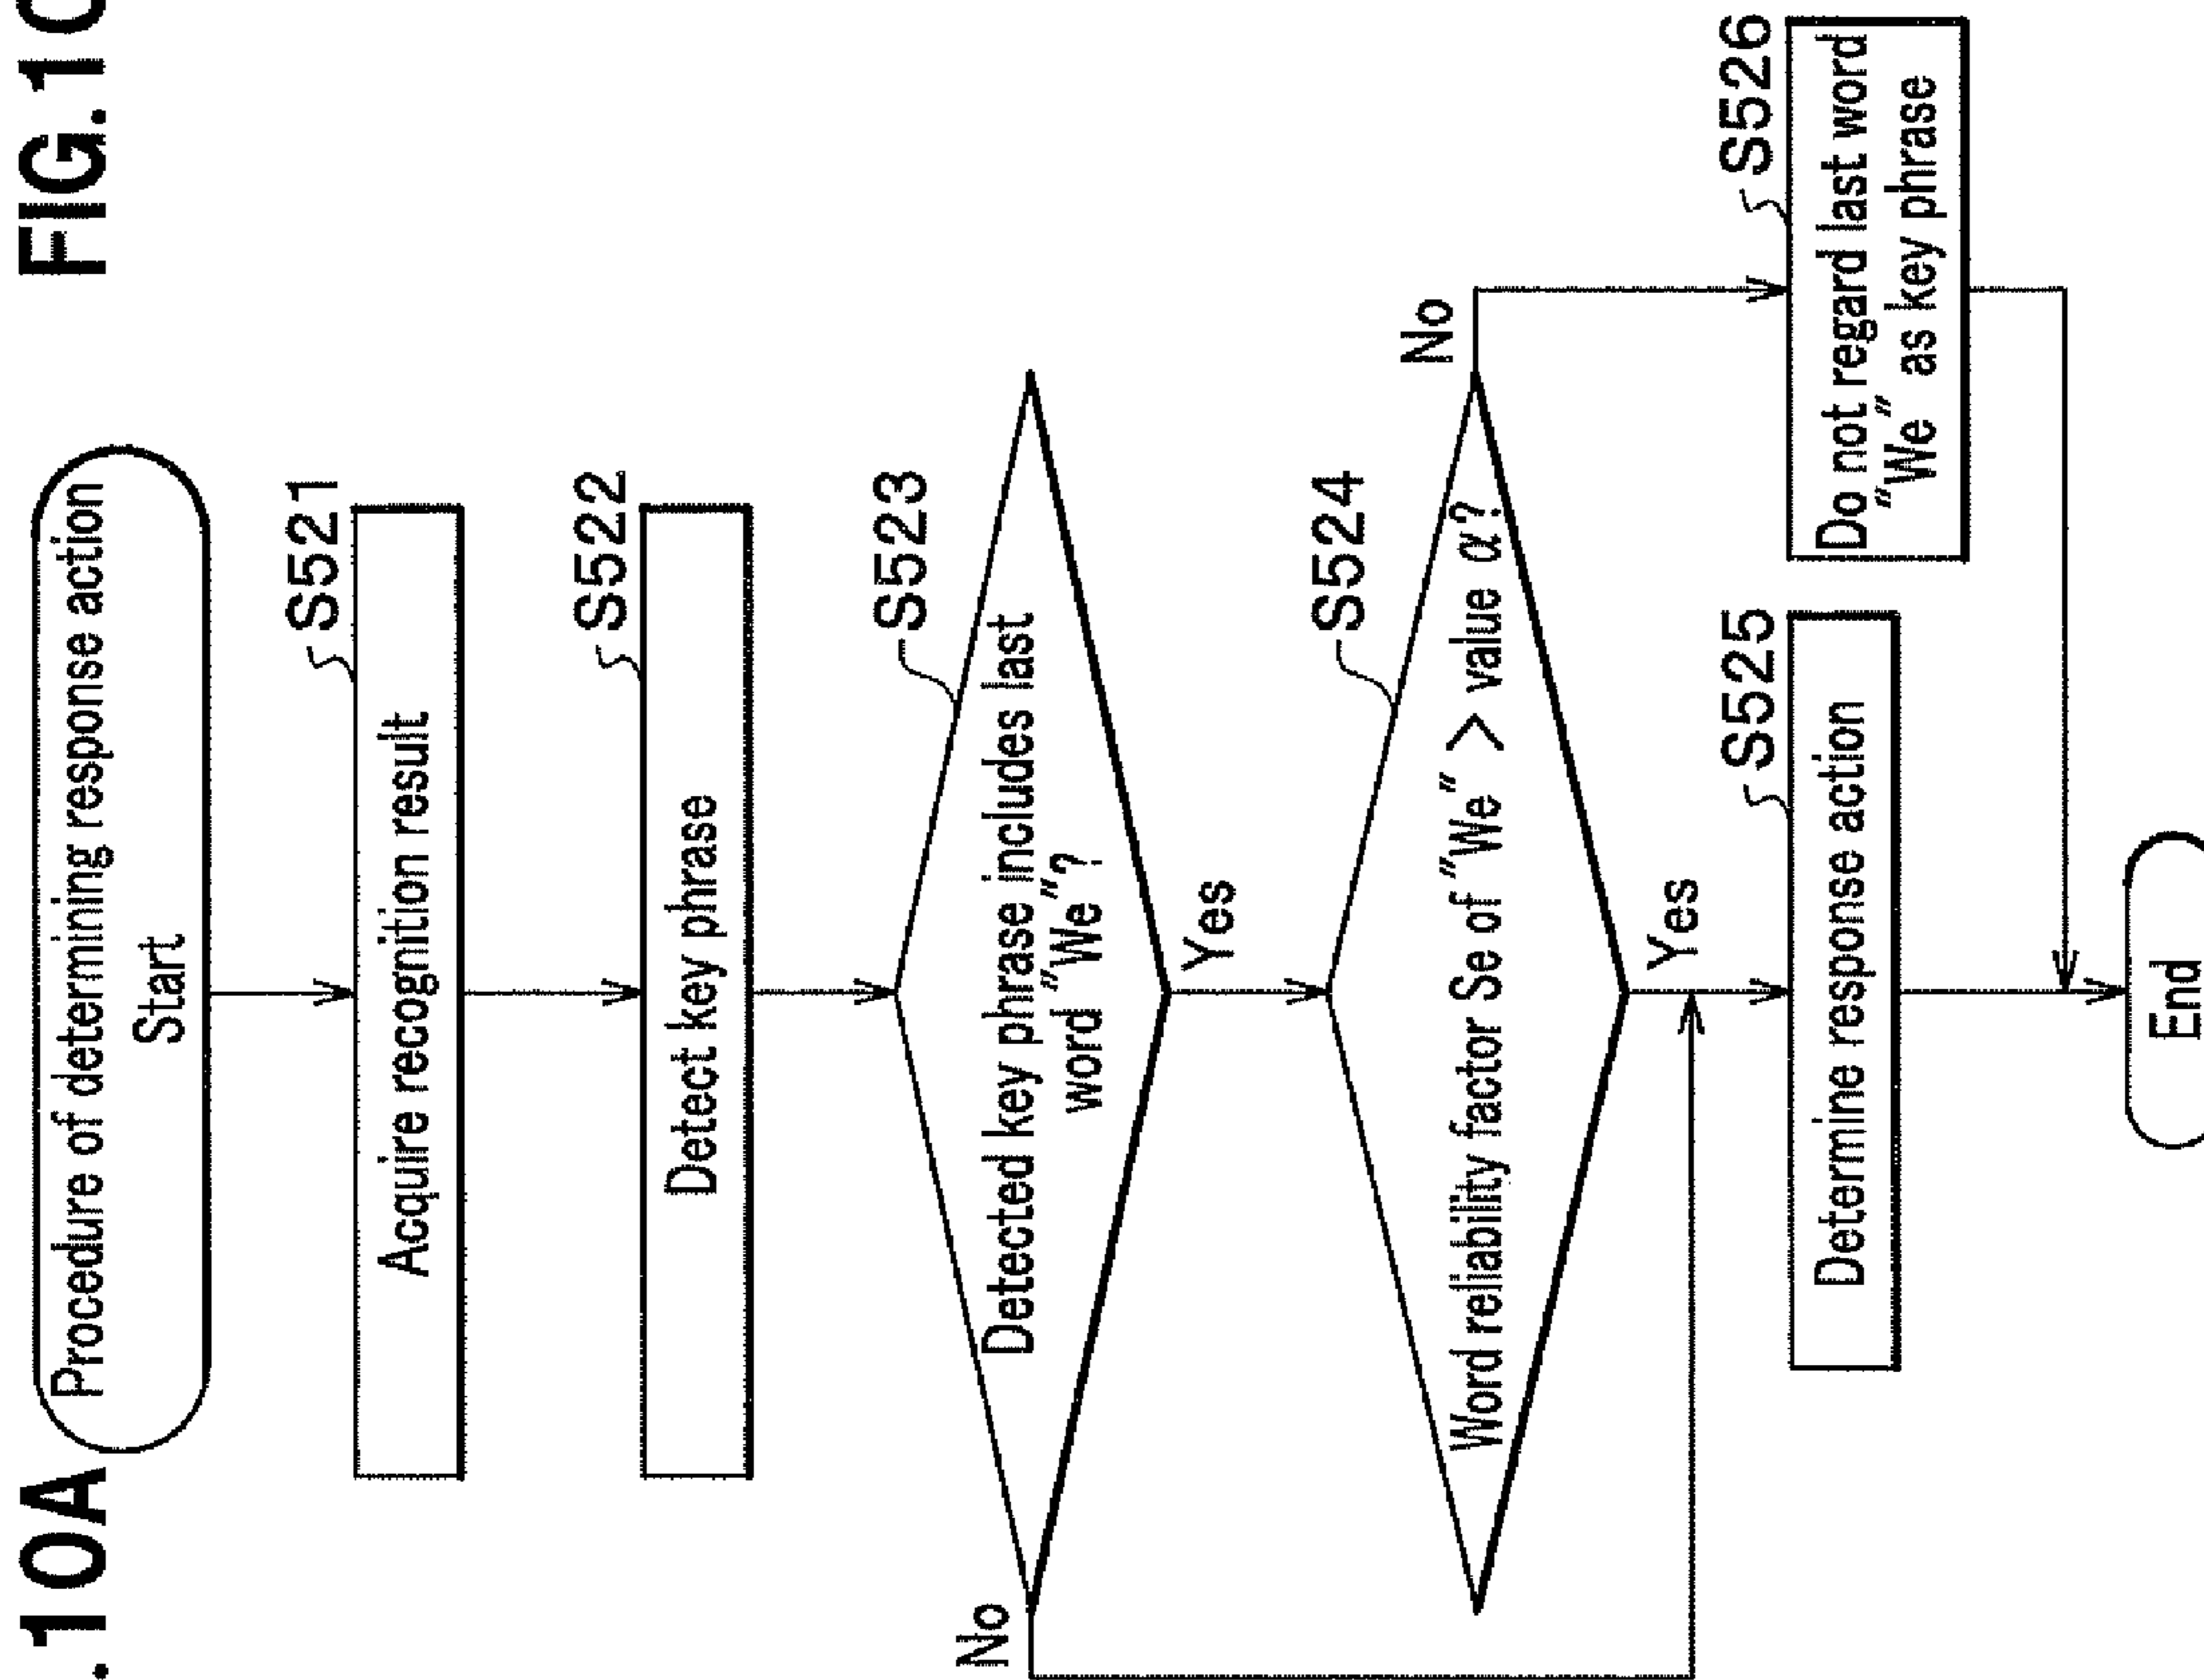 .10A
FIG.1
Procedure of determining response action
Start
S521
Acquire recognition result
S522
Detect key phrase
S523
Detected key phrase includes last
word "We"?
No
Yes
S524
Word reliability factor Se of "We" > value α?
No
Yes
S525
Determine response action
S526
Do not regard last word
"We" as key phrase
End